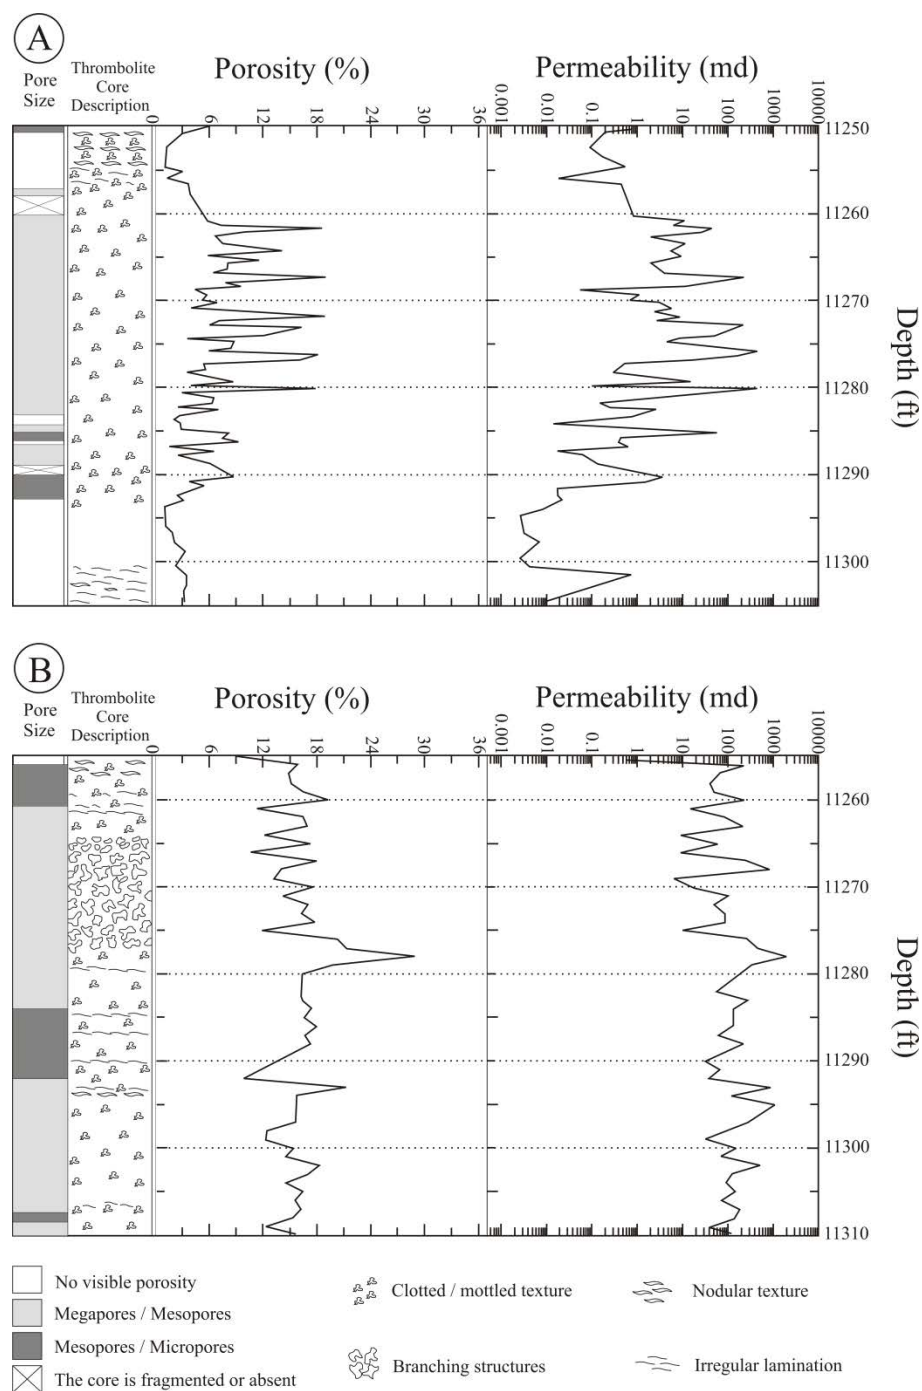 A
Pore
Size
Thrombolite
Core
Description
Porosity (%)
Permeability (md)
0 6 12 18 24 30 36
0.001 0.01 0.1 1 10 100 1000 10000
11250
11260
11270
11280
11290
11300
Depth (ft)
B
Pore
Size
Thrombolite
Core
Description
Porosity (%)
Permeability (md)
0 6 12 18 24 30 36
0.001 0.01 0.1 1 10 100 1000 10000
11260
11270
11280
11290
11300
11310
Depth (ft)
No visible porosity
Megapores / Mesopores
Mesopores / Micropores
The core is fragmented or absent
Clotted / mottled texture
Branching structures
Nodular texture
Irregular lamination